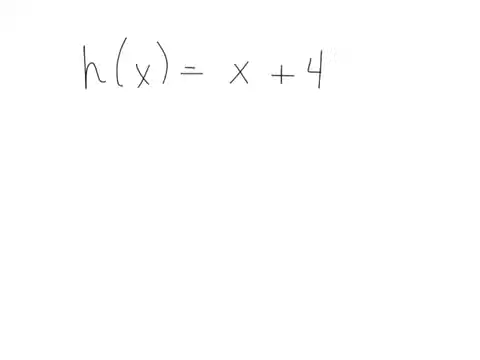 h(x) = x + 4